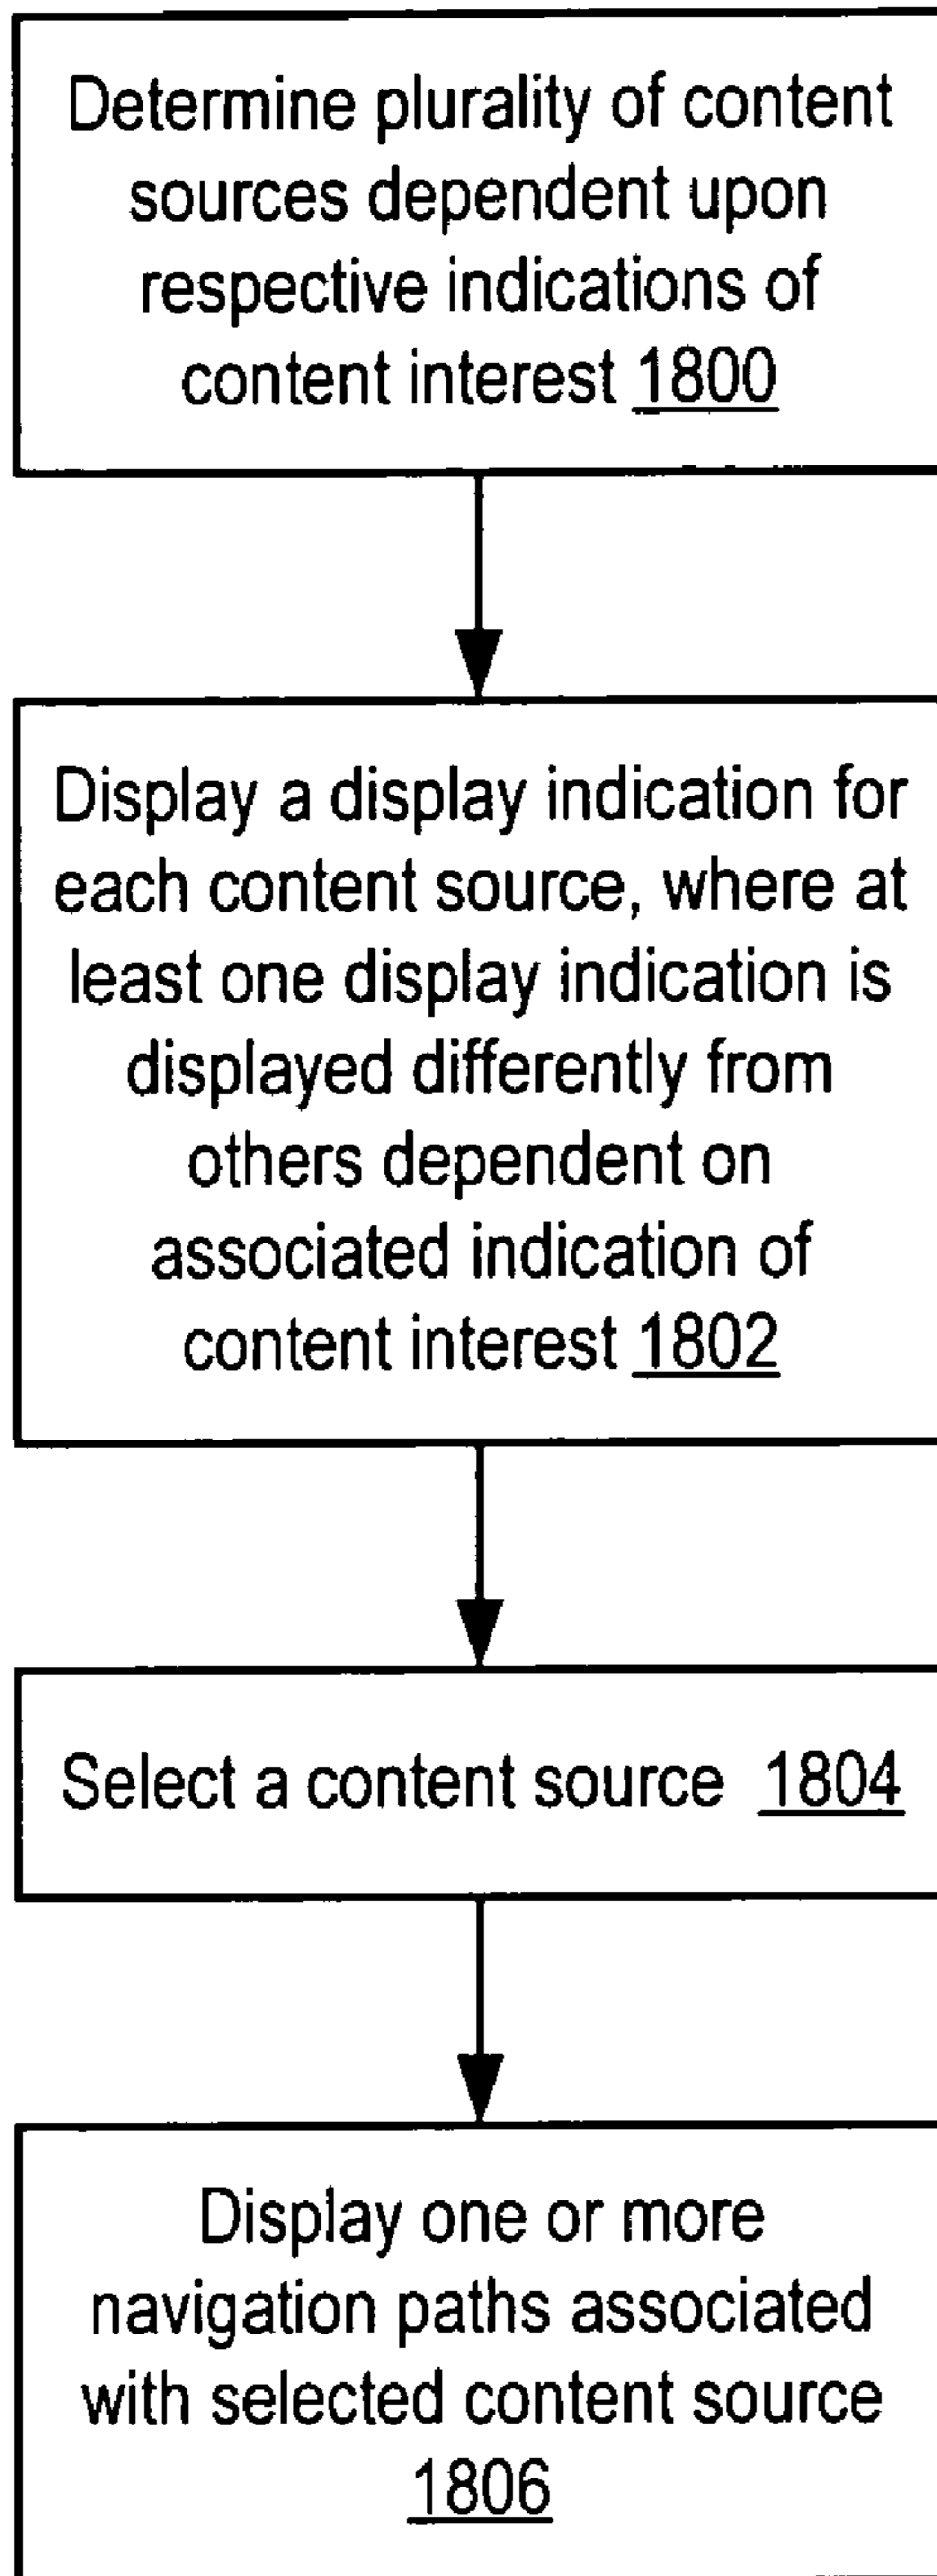 Determine plurality of content
sources dependent upon
respective indications of
content interest 1800
Display a display indication for
each content source, where at
least one display indication is
displayed differently from
others dependent on
associated indication of
content interest 1802
Select a content source 1804
Display one or more
navigation paths associated
with selected content source
1806